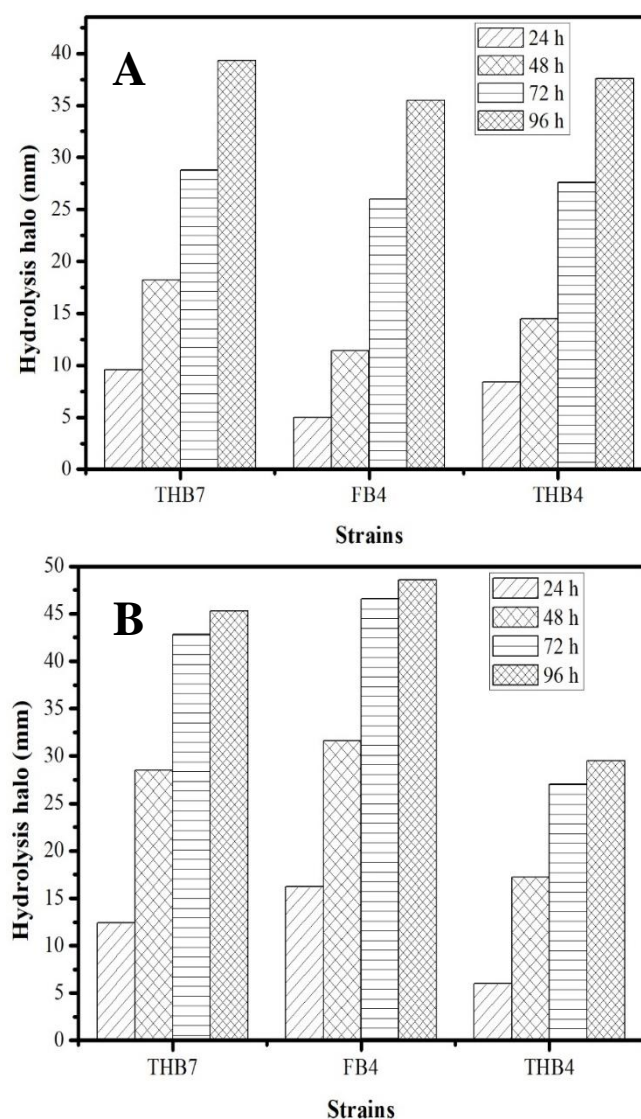 A
24 h
48 h
72 h
96 h
40
35
30
25
20
15
10
5
0
Hydrolysis halo (mm)
THB7 FB4 THB4
Strains
B
24 h
48 h
72 h
96 h
50
45
40
35
30
25
20
15
10
5
0
Hydrolysis halo (mm)
THB7 FB4 THB4
Strains